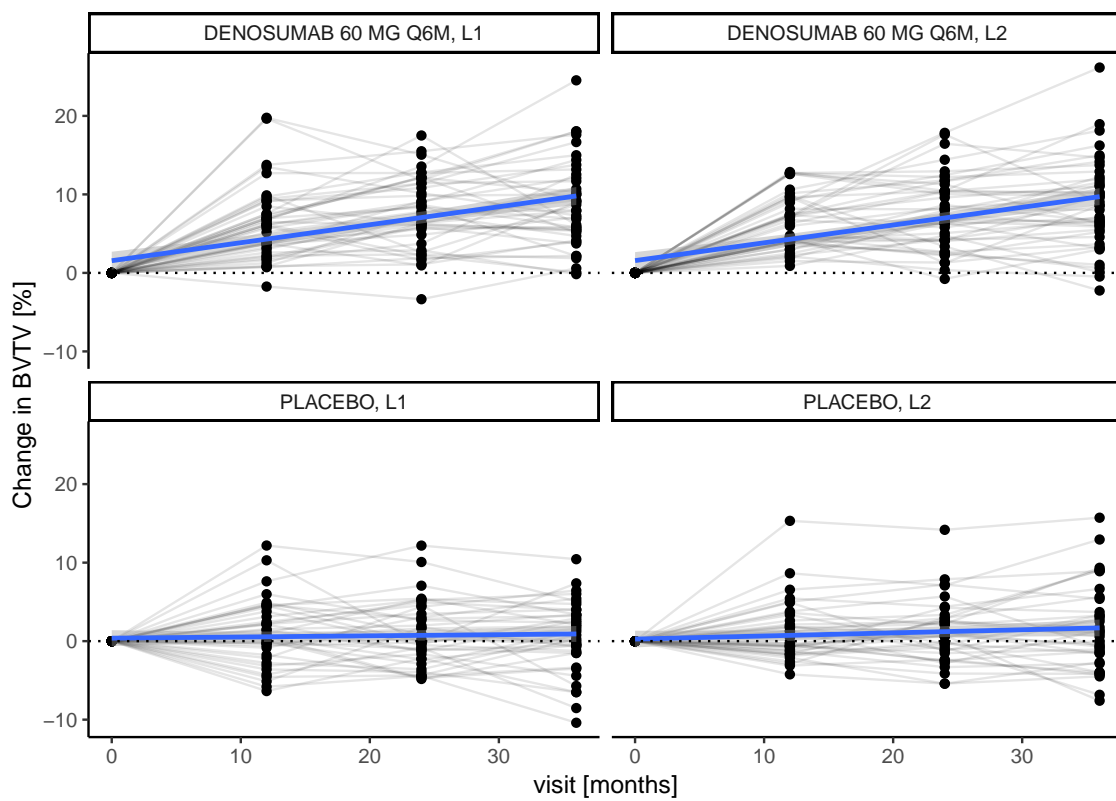 DENOSUMAB 60 MG Q6M, L1
DENOSUMAB 60 MG Q6M, L2
20
10
0
−10
PLACEBO, L1
PLACEBO, L2
20
10
0
−10
Change in BVTV [%]
0 10 20 30
0 10 20 30
visit [months]